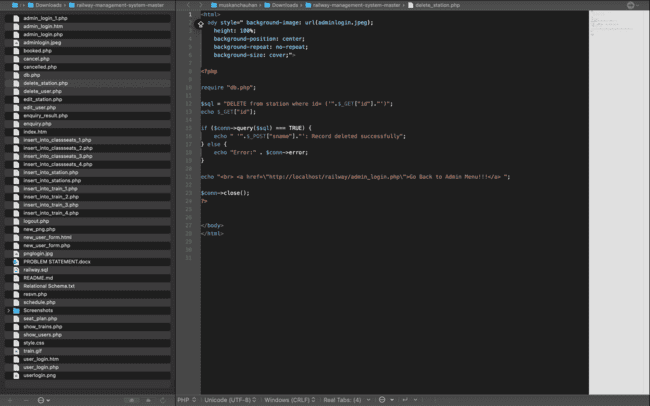 Downloads railway-management-system-master
muskanchauhan Downloads railway-management-system-master delete_station.php
admin_login_1.php
admin_login.htm
admin_login.php
adminlogin.jpeg
booked.php
cancel.php
cancelled.php
db.php
delete_station.php
delete_user.php
edit_station.php
edit_user.php
enquiry_result.php
enquiry.php
index.htm
insert_into_classseats_1.php
insert_into_classseats_2.php
insert_into_classseats_3.php
insert_into_classseats_4.php
insert_into_station.php
insert_into_stations.php
insert_into_train_1.php
insert_into_train_2.php
insert_into_train_3.php
insert_into_train_4.php
logout.php
new_png.php
new_user_form.html
new_user_form.php
pnglogin.jpg
PROBLEM STATEMENT.docx
railway.sql
README.md
Relational Schema.txt
resvn.php
schedule.php
Screenshots
seat_plan.php
show_trains.php
show_users.php
style.css
train.gif
user_login.htm
user_login.php
userlogin.png
<html>
ody style=" background-image: url(adminlogin.jpeg);
height: 100%;
background-position: center;
background-repeat: no-repeat;
background-size: cover;">
<?php
require "db.php";
$sql = "DELETE from station where id= ('".$_GET["id"]."')";
echo $_GET["id"];
if ($conn->query($sql) === TRUE) {
echo " '".$_POST["sname"]."': Record deleted successfully";
} else {
echo "Error:" . $conn->error;
}
echo "<br> <a href=\"http://localhost/railway/admin_login.php\">Go Back to Admin Menu!!!</a> ";
$conn->close();
?>
</body>
</html>
PHP Unicode (UTF-8) Windows (CRLF) Real Tabs: (4)